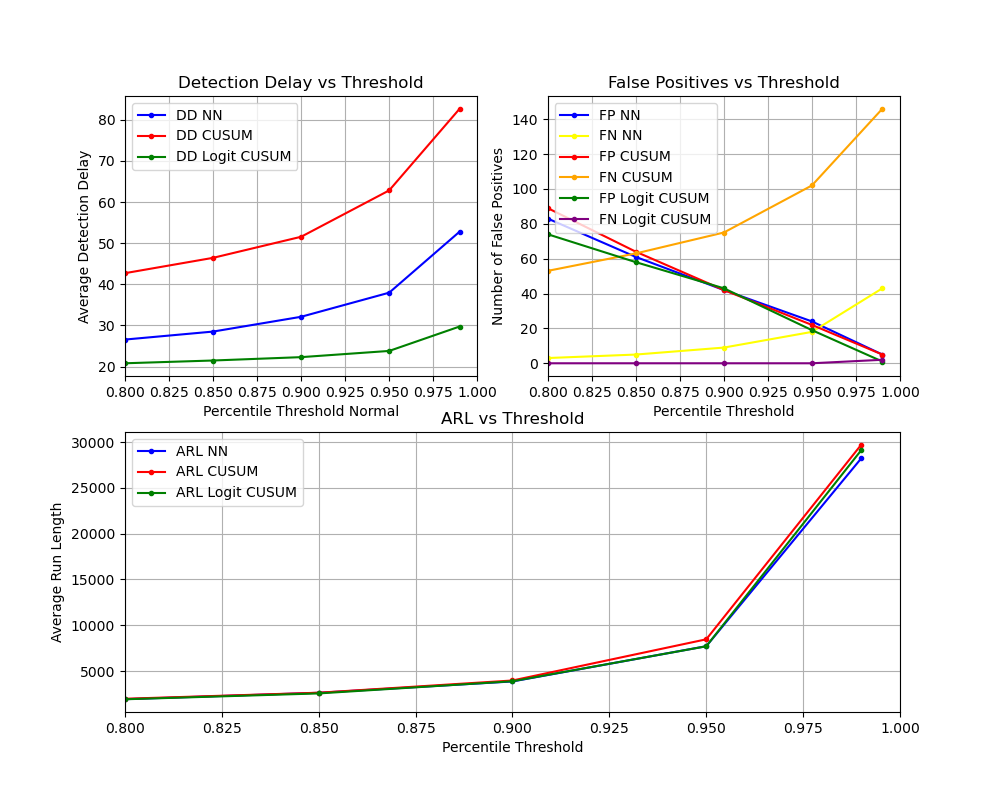 Detection Delay vs Threshold
Average Detection Delay
80
70
60
50
40
30
20
DD NN
DD CUSUM
DD Logit CUSUM
0.800 0.825 0.850 0.875 0.900 0.925 0.950 0.975 1.000
Percentile Threshold Normal
False Positives vs Threshold
Number of False Positives
140
120
100
80
60
40
20
0
FP NN
FN NN
FP CUSUM
FN CUSUM
FP Logit CUSUM
FN Logit CUSUM
0.800 0.825 0.850 0.875 0.900 0.925 0.950 0.975 1.000
Percentile Threshold
ARL vs Threshold
Average Run Length
30000
25000
20000
15000
10000
5000
ARL NN
ARL CUSUM
ARL Logit CUSUM
0.800 0.825 0.850 0.875 0.900 0.925 0.950 0.975 1.000
Percentile Threshold